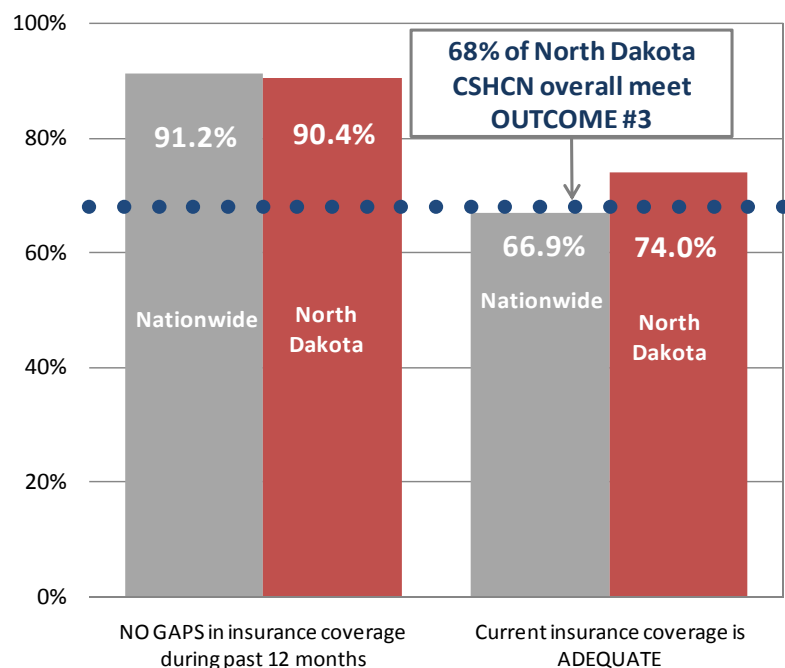 100%
80%
60%
40%
20%
0%
68% of North Dakota
CSHCN overall meet
OUTCOME #3
91.2%
90.4%
66.9%
74.0%
Nationwide
North
Dakota
Nationwide
North
Dakota
NO GAPS in insurance coverage
during past 12 months
Current insurance coverage is
ADEQUATE